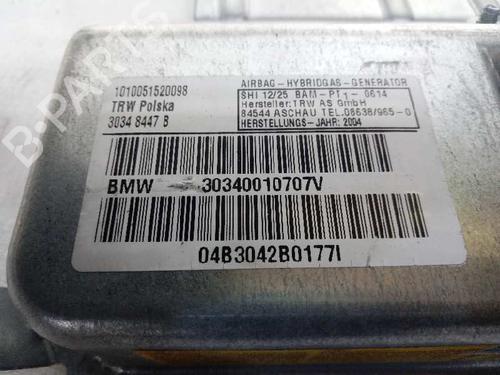 1010051520098
TRW Polska
3034 8447 B
AIRBAG-HYBRIDGAS-GENERATOR
SHI 12/25 BAM-PT1-0614
Hersteller:TRW AS GmbH
84544 ASCHAU TEL.08638/965-0
HERSTELLUNGS-JAHR: 2004
BMW 30340010707V
04B3042B0177I